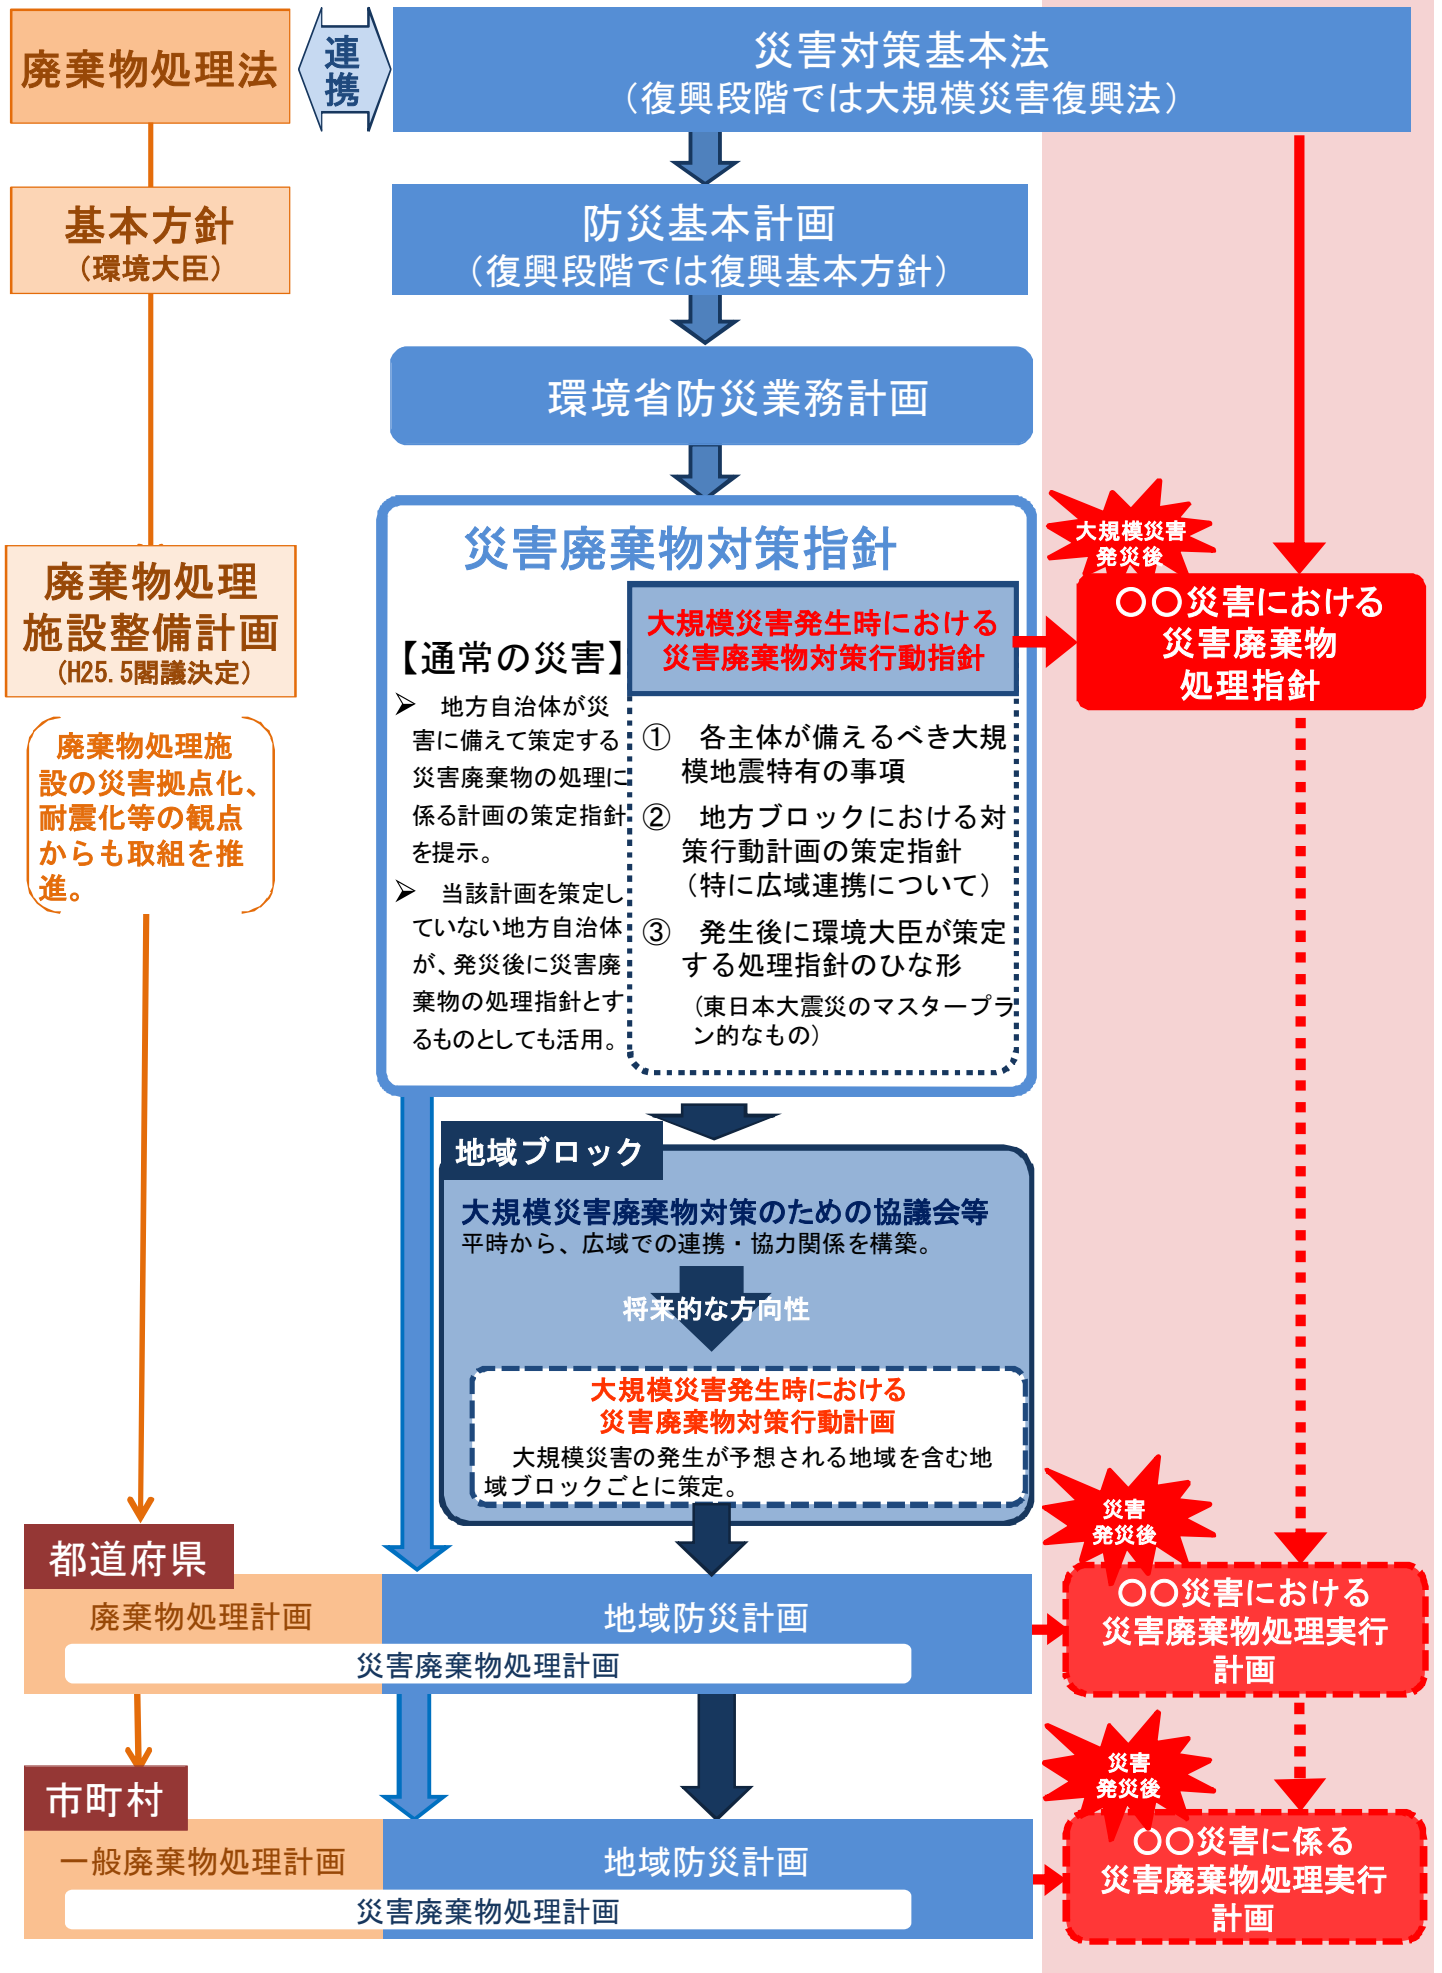 廃棄物処理法
連
携
災害対策基本法
（復興段階では大規模災害復興法）
基本方針
（環境大臣）
防災基本計画
（復興段階では復興基本方針）
環境省防災業務計画
廃棄物処理
施設整備計画
（H25.5閣議決定）
廃棄物処理施
設の災害拠点化、
耐震化等の観点
からも取組を推
進。
災害廃棄物対策指針
【通常の災害】
➢ 地方自治体が災
害に備えて策定する
災害廃棄物の処理に
係る計画の策定指針
を提示。
➢ 当該計画を策定し
ていない地方自治体
が、発災後に災害廃
棄物の処理指針とす
るものとしても活用。
大規模災害発生時における
災害廃棄物対策行動指針
① 各主体が備えるべき大規
模地震特有の事項
② 地方ブロックにおける対
策行動計画の策定指針
（特に広域連携について）
③ 発生後に環境大臣が策定
する処理指針のひな形
（東日本大震災のマスタープラ
ン的なもの）
大規模災害
発災後
〇〇災害における
災害廃棄物
処理指針
地域ブロック
大規模災害廃棄物対策のための協議会等
平時から、広域での連携・協力関係を構築。
将来的な方向性
大規模災害発生時における
災害廃棄物対策行動計画
大規模災害の発生が予想される地域を含む地
域ブロックごとに策定。
都道府県
廃棄物処理計画
地域防災計画
災害廃棄物処理計画
災害
発災後
〇〇災害における
災害廃棄物処理実行
計画
市町村
一般廃棄物処理計画
地域防災計画
災害廃棄物処理計画
災害
発災後
〇〇災害に係る
災害廃棄物処理実行
計画